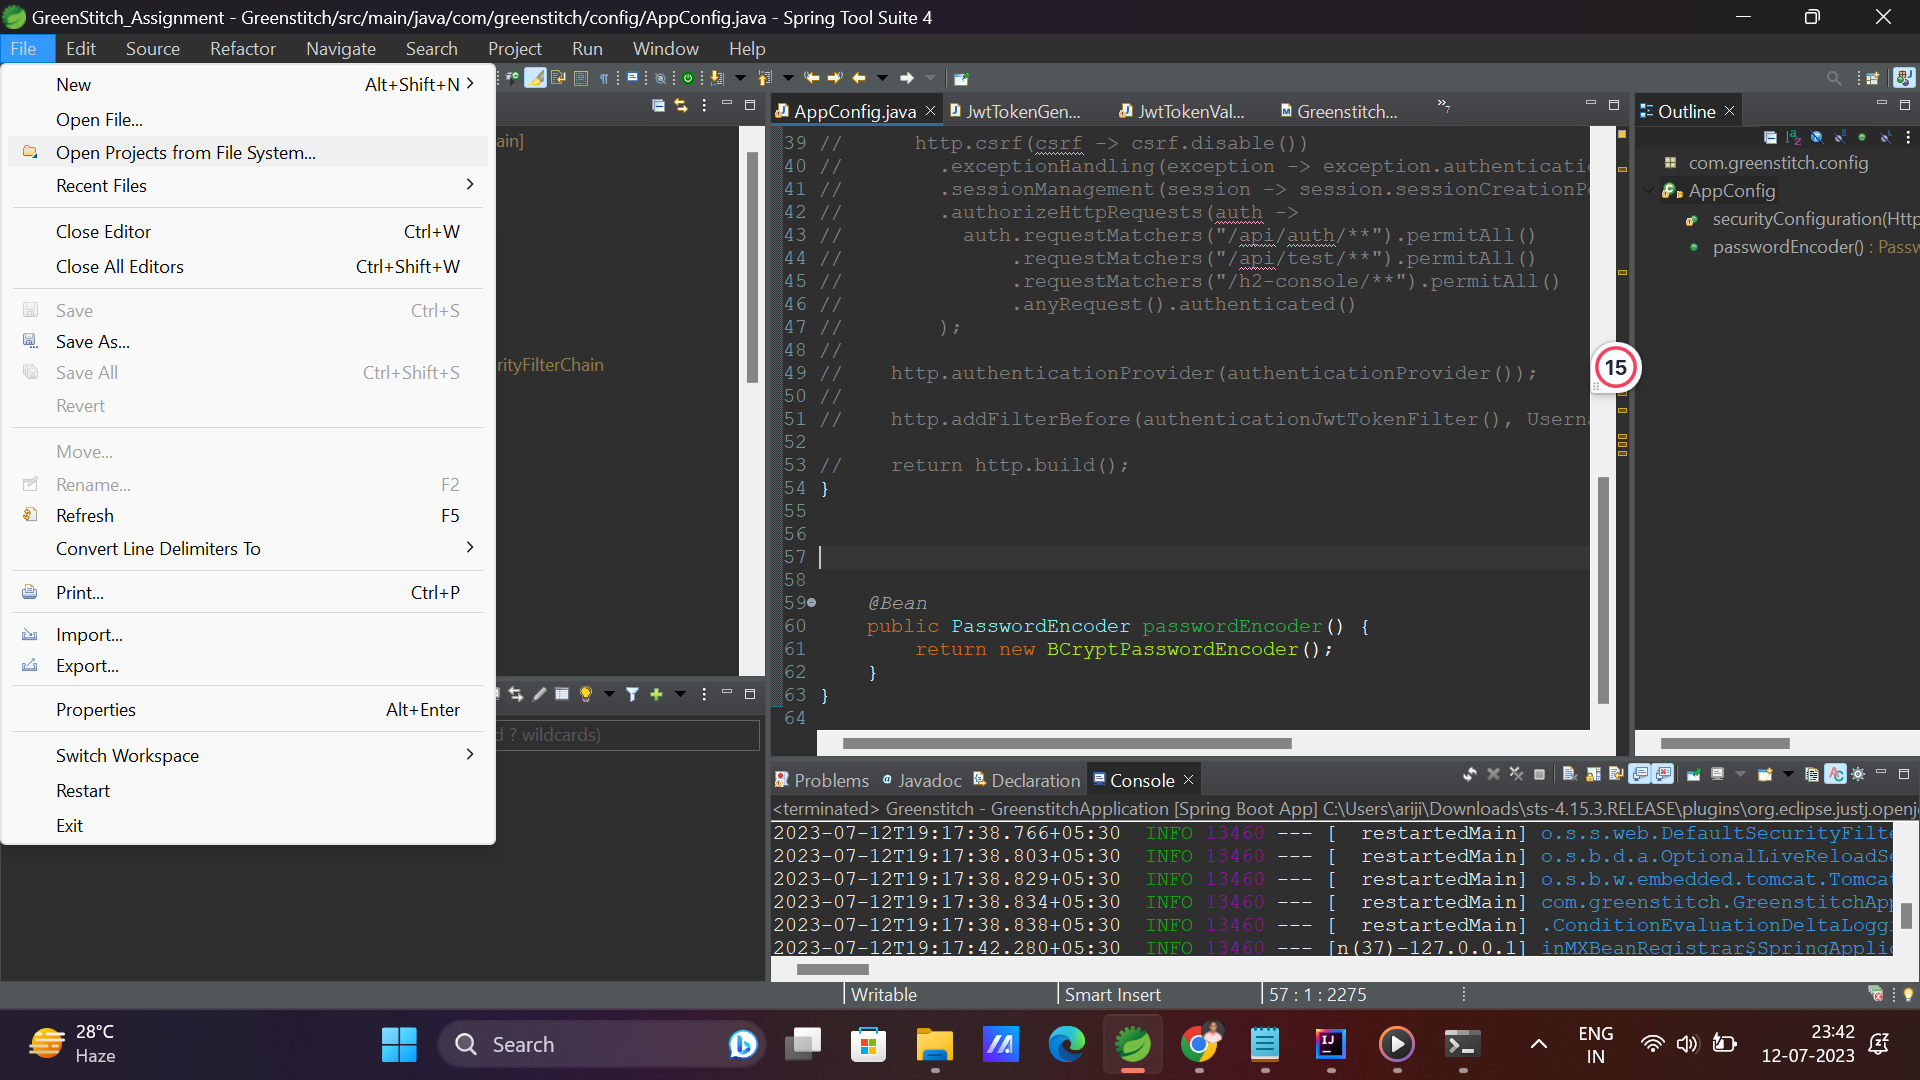 GreenStitch_Assignment - Greenstitch/src/main/java/com/greenstitch/config/AppConfig.java - Spring Tool Suite 4
File Edit Source Refactor Navigate Search Project Run Window Help
New Alt+Shift+N
Open File...
Open Projects from File System...
Recent Files
Close Editor Ctrl+W
Close All Editors Ctrl+Shift+W
Save Ctrl+S
Save As...
Save All Ctrl+Shift+S
Revert
Move...
Rename... F2
Refresh F5
Convert Line Delimiters To
Print... Ctrl+P
Import...
Export...
Properties Alt+Enter
Switch Workspace
Restart
Exit
ain]
rityFilterChain
d ? wildcards)
AppConfig.java JwtTokenGen... JwtTokenVal... Greenstitch... 7
39 // http.csrf(csrf -> csrf.disable())
40 // .exceptionHandling(exception -> exception.authenticati
41 // .sessionManagement(session -> session.sessionCreationP
42 // .authorizeHttpRequests(auth ->
43 // auth.requestMatchers("/api/auth/**").permitAll()
44 // .requestMatchers("/api/test/**").permitAll()
45 // .requestMatchers("/h2-console/**").permitAll()
46 // .anyRequest().authenticated()
47 // );
48 //
49 // http.authenticationProvider(authenticationProvider());
50 //
51 // http.addFilterBefore(authenticationJwtTokenFilter(), Userna
52
53 // return http.build();
54 }
55
56
57
58
59 @Bean
60 public PasswordEncoder passwordEncoder() {
61 return new BCryptPasswordEncoder();
62 }
63 }
64
15
Outline
com.greenstitch.config
AppConfig
securityConfiguration(Http
passwordEncoder() : Passw
Problems Javadoc Declaration Console
<terminated> Greenstitch - GreenstitchApplication [Spring Boot App] C:\Users\ariji\Downloads\sts-4.15.3.RELEASE\plugins\org.eclipse.justj.openj
2023-07-12T19:17:38.766+05:30 INFO 13460 --- [ restartedMain] o.s.s.web.DefaultSecurityFilte
2023-07-12T19:17:38.803+05:30 INFO 13460 --- [ restartedMain] o.s.b.d.a.OptionalLiveReloadSe
2023-07-12T19:17:38.829+05:30 INFO 13460 --- [ restartedMain] o.s.b.w.embedded.tomcat.Tomcat
2023-07-12T19:17:38.834+05:30 INFO 13460 --- [ restartedMain] com.greenstitch.GreenstitchApp
2023-07-12T19:17:38.838+05:30 INFO 13460 --- [ restartedMain] .ConditionEvaluationDeltaLogg
2023-07-12T19:17:42.280+05:30 INFO 13460 --- [n(37)-127.0.0.1] inMXBeanRegistrar$SpringApplic
Writable Smart Insert 57 : 1 : 2275
28°C
Haze
Search
ENG
IN
23:42
12-07-2023